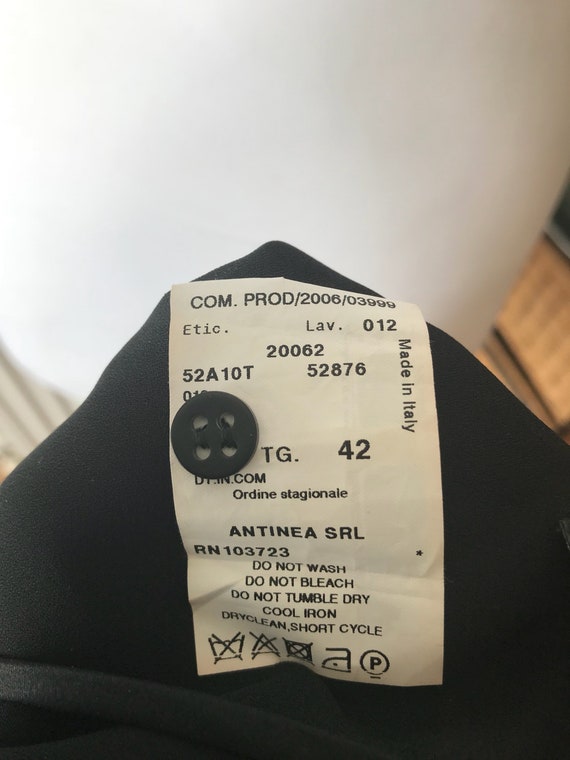 COM. PROD/2006/03999
Etic. Lav. 012
20062
52A10T 52876
Made in Italy
TG. 42
DT.IN.COM
Ordine stagionale
ANTINEA SRL
RN103723 *
DO NOT WASH
DO NOT BLEACH
DO NOT TUMBLE DRY
COOL IRON
DRYCLEAN,SHORT CYCLE
P